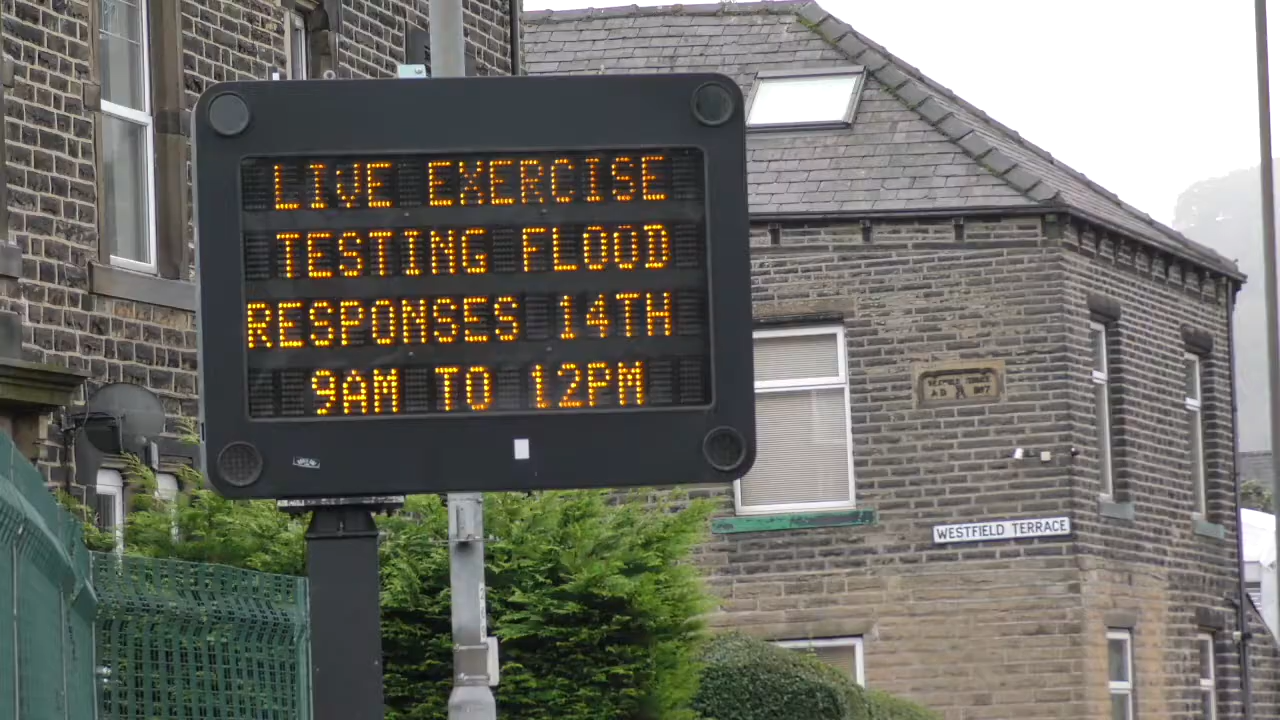 LIVE EXERCISE
TESTING FLOOD
RESPONSES 14TH
9AM TO 12PM
WESTFIELD TERRACE